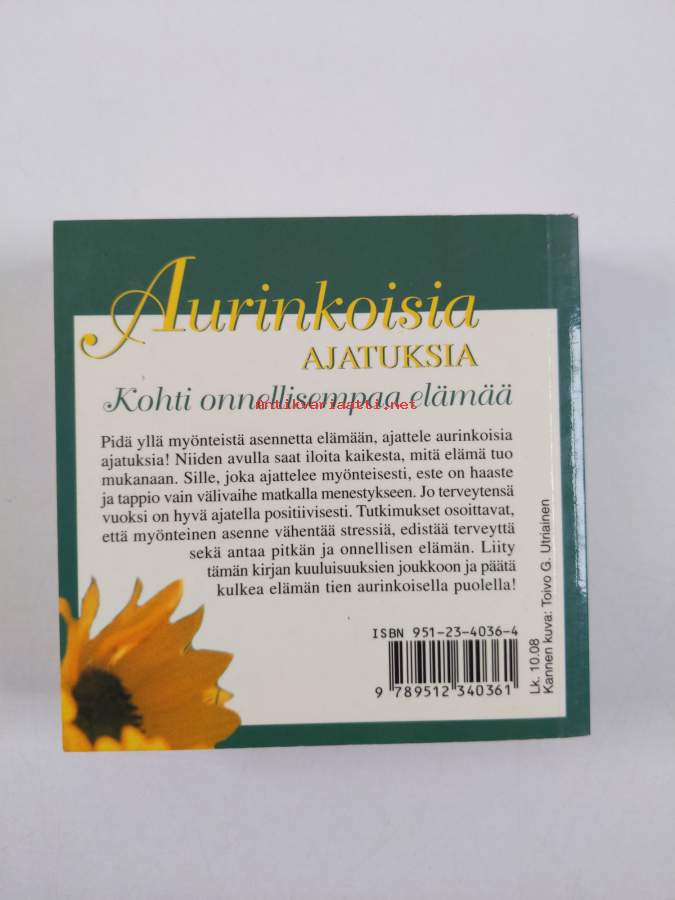 Aurinkoisia
AJATUKSIA
Kohti onnellisempaa elämää
antikvariaatti.net
Pidä yllä myönteistä asennetta elämään, ajattele aurinkoisia
ajatuksia! Niiden avulla saat iloita kaikesta, mitä elämä tuo
mukanaan. Sille, joka ajattelee myönteisesti, este on haaste
ja tappio vain välivaihe matkalla menestykseen. Jo terveytensä
vuoksi on hyvä ajatella positiivisesti. Tutkimukset osoittavat,
että myönteinen asenne vähentää stressiä, edistää terveyttä
sekä antaa pitkän ja onnellisen elämän. Liity
tämän kirjan kuuluisuuksien joukkoon ja päätä
kulkea elämän tien aurinkoisella puolella!
ISBN 951-23-4036-4
9 789512 340361
Lk. 10.08
Kannen kuva: Toivo G. Utriainen